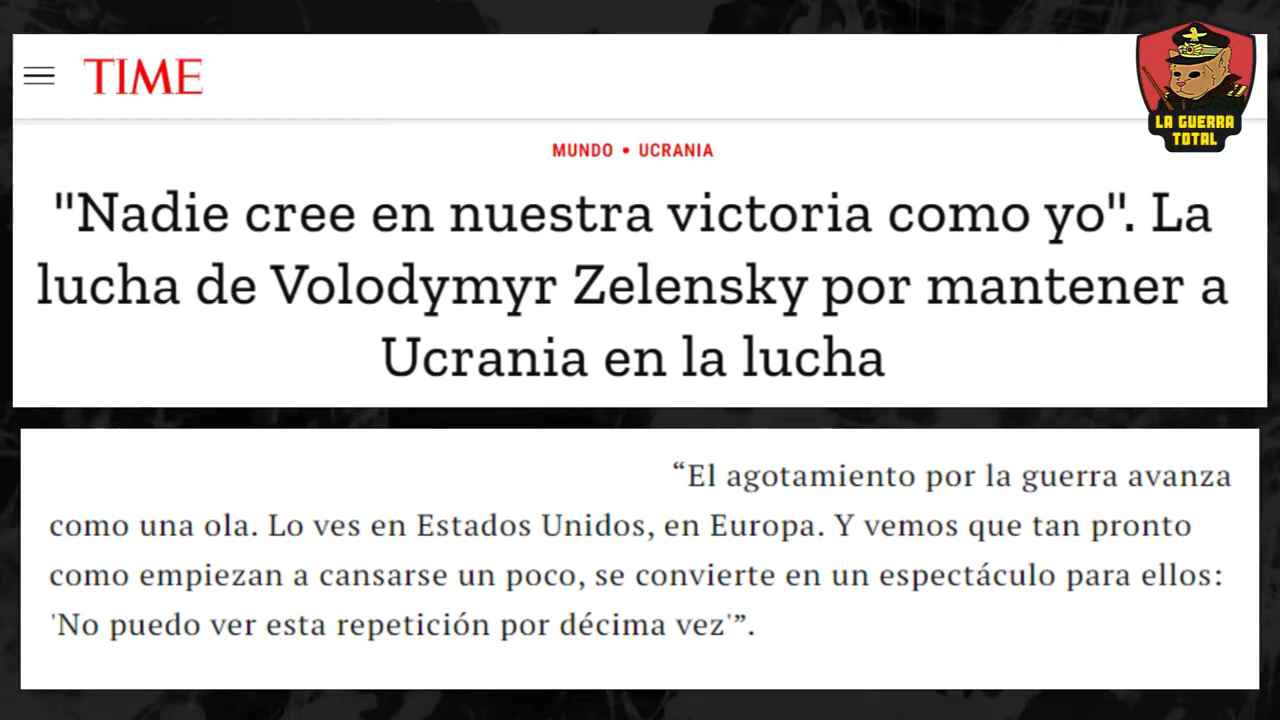 TIME
LA GUERRA
TOTAL
MUNDO • UCRANIA
"Nadie cree en nuestra victoria como yo". La
lucha de Volodymyr Zelensky por mantener a
Ucrania en la lucha
“El agotamiento por la guerra avanza
como una ola. Lo ves en Estados Unidos, en Europa. Y vemos que tan pronto
como empiezan a cansarse un poco, se convierte en un espectáculo para ellos:
'No puedo ver esta repetición por décima vez'”.